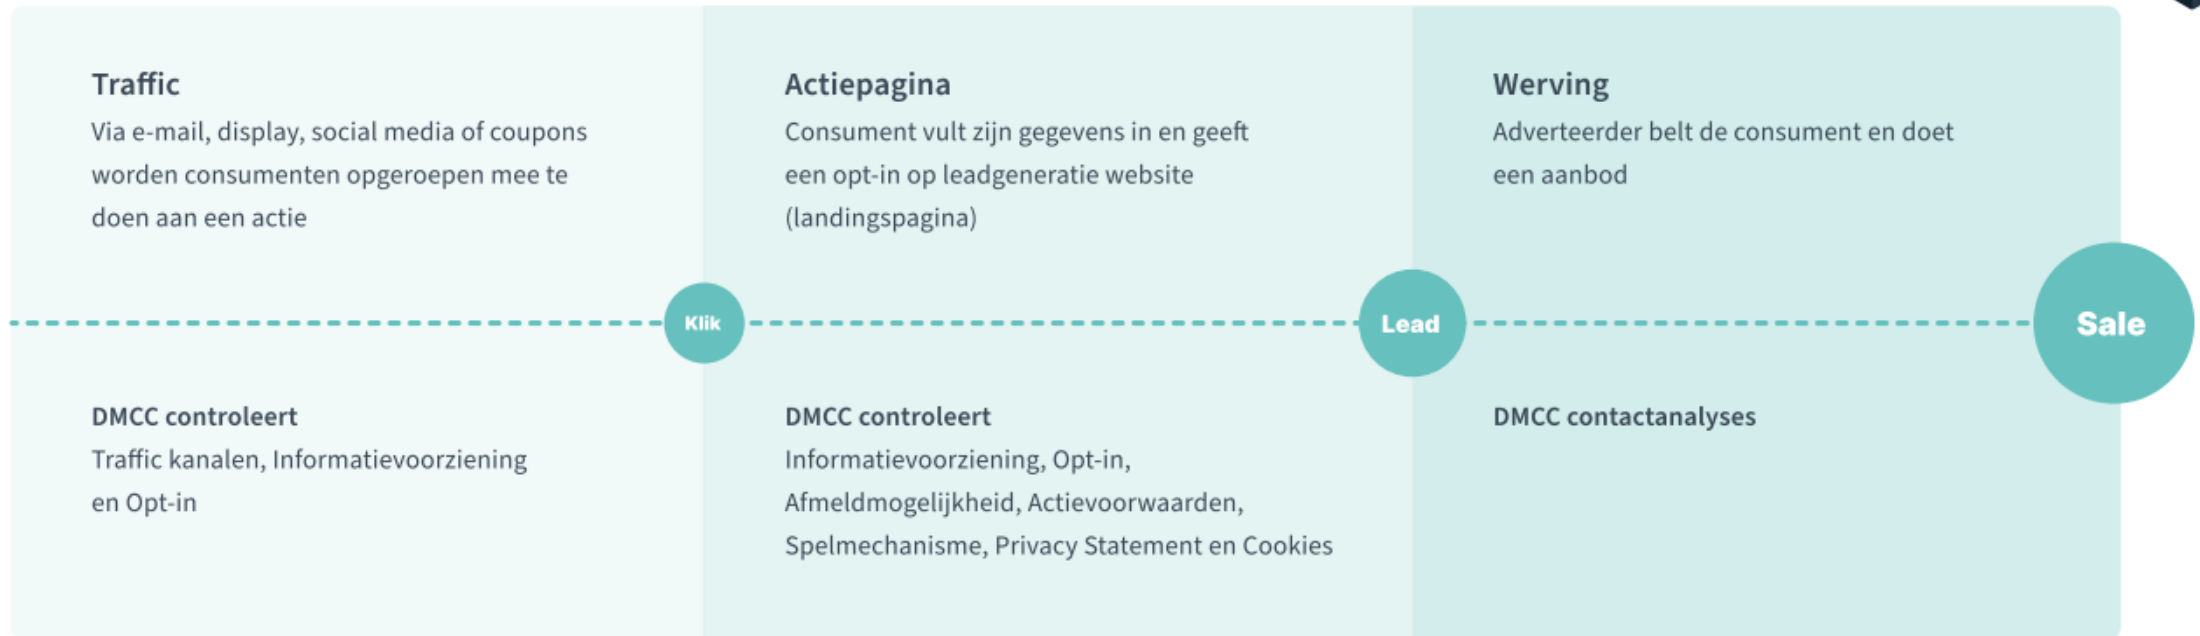 Traffic
Via e-mail, display, social media of coupons
worden consumenten opgeroepen mee te
doen aan een actie
Actiepagina
Consument vult zijn gegevens in en geeft
een opt-in op leadgeneratie website
(landingspagina)
Werving
Adverteerder belt de consument en doet
een aanbod
Klik
Lead
Sale
DMCC controleert
Traffic kanalen, Informatievoorziening
en Opt-in
DMCC controleert
Informatievoorziening, Opt-in,
Afmeldmogelijkheid, Actievoorwaarden,
Spelmechanisme, Privacy Statement en Cookies
DMCC contactanalyses